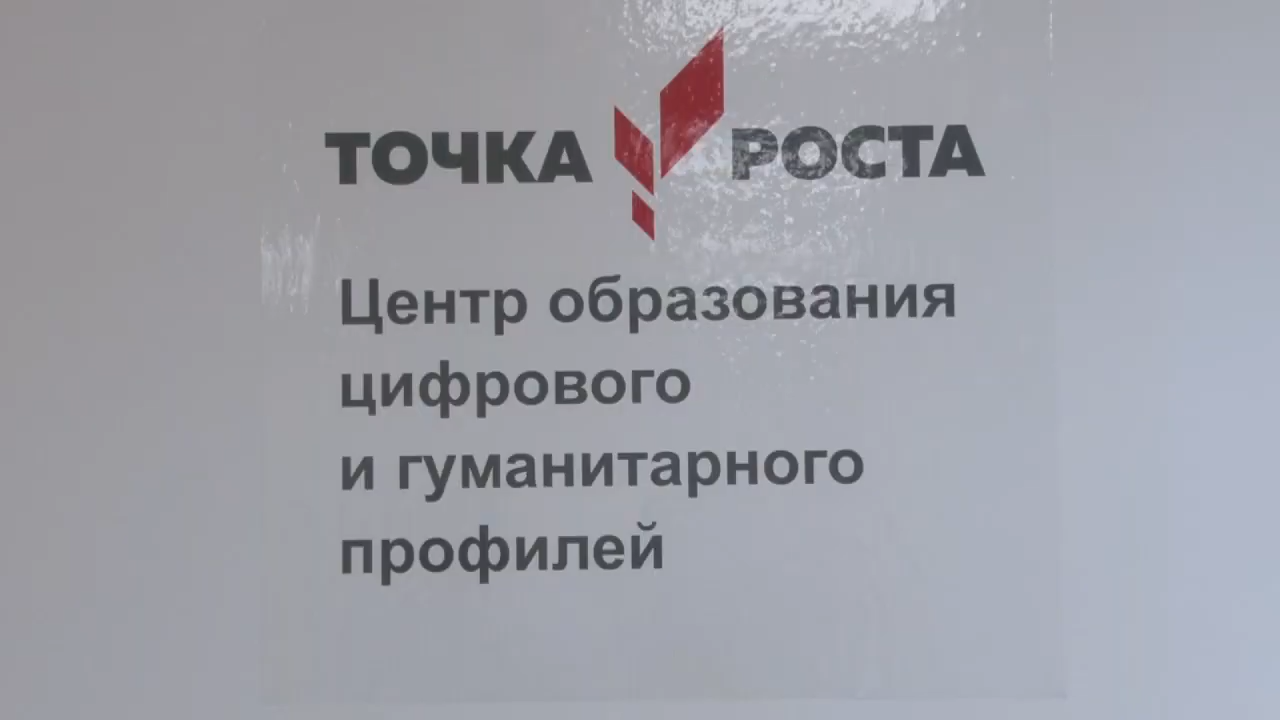 ТОЧКА РОСТА
Центр образования
цифрового
и гуманитарного
профилей